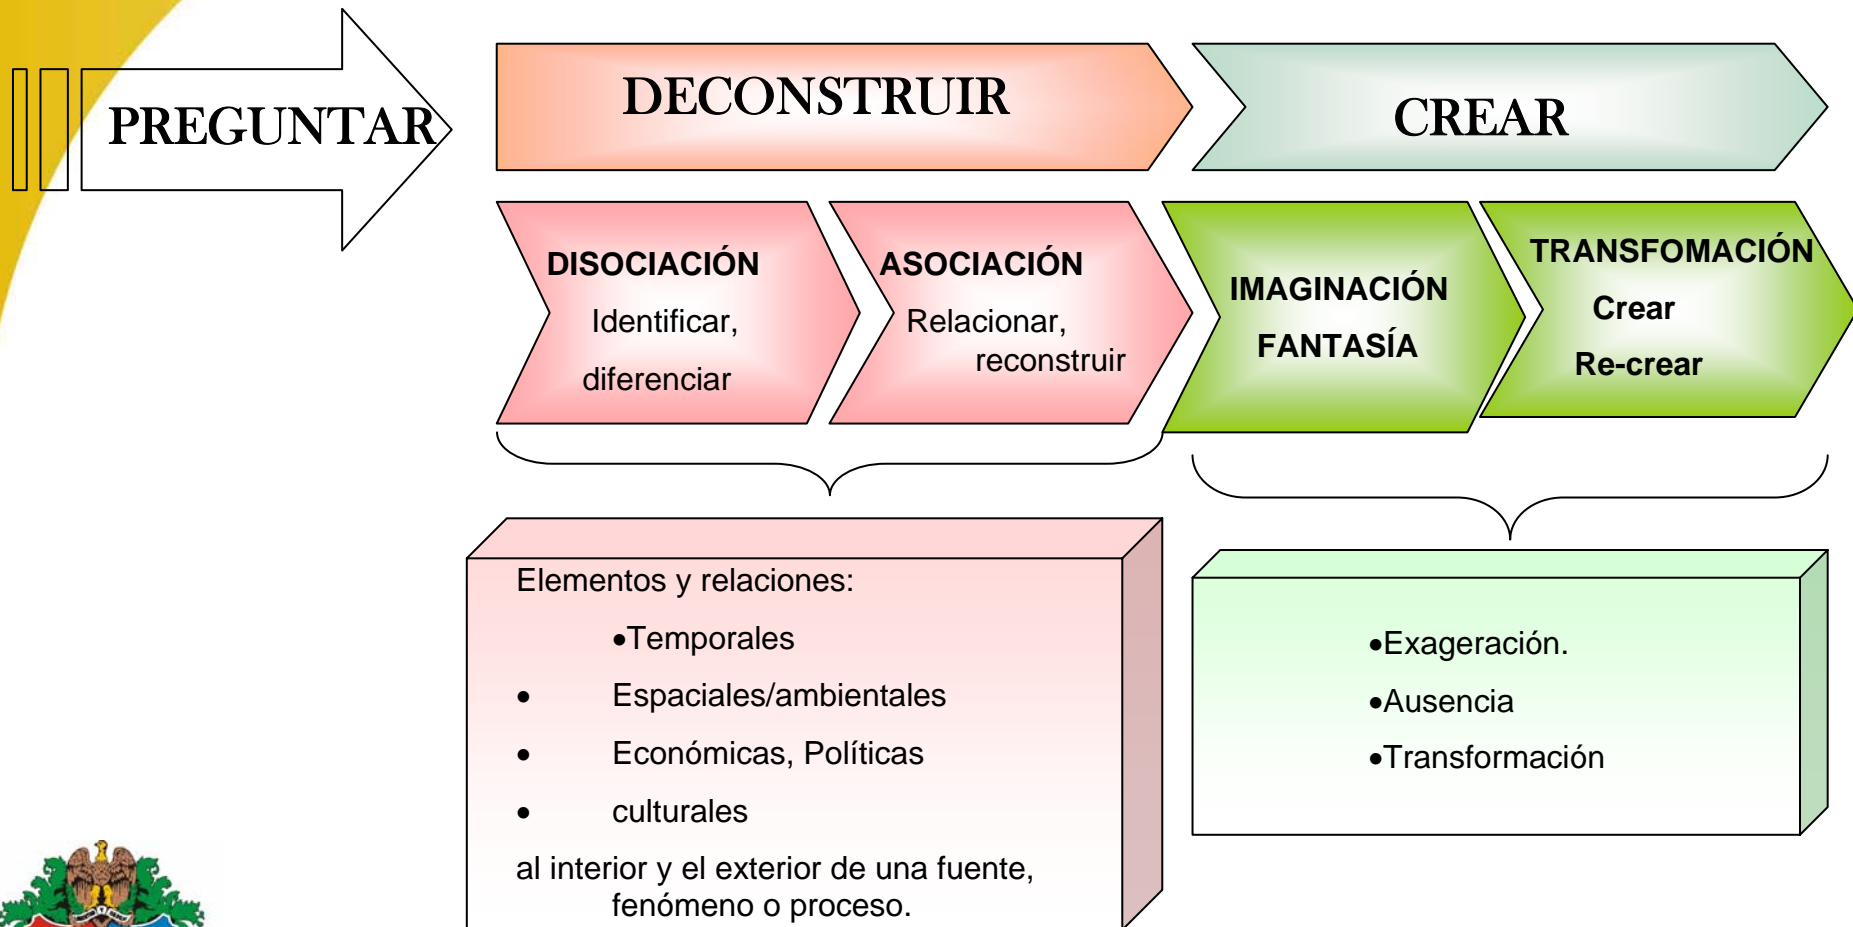 PREGUNTAR
DECONSTRUIR
CREAR
DISOCIACIÓN
Identificar,
diferenciar
ASOCIACIÓN
Relacionar,
reconstruir
IMAGINACIÓN
FANTASÍA
TRANSFOMACIÓN
Crear
Re-crear
Elementos y relaciones:
•Temporales
• Espaciales/ambientales
• Económicas, Políticas
• culturales
al interior y el exterior de una fuente,
fenómeno o proceso.
•Exageración.
•Ausencia
•Transformación